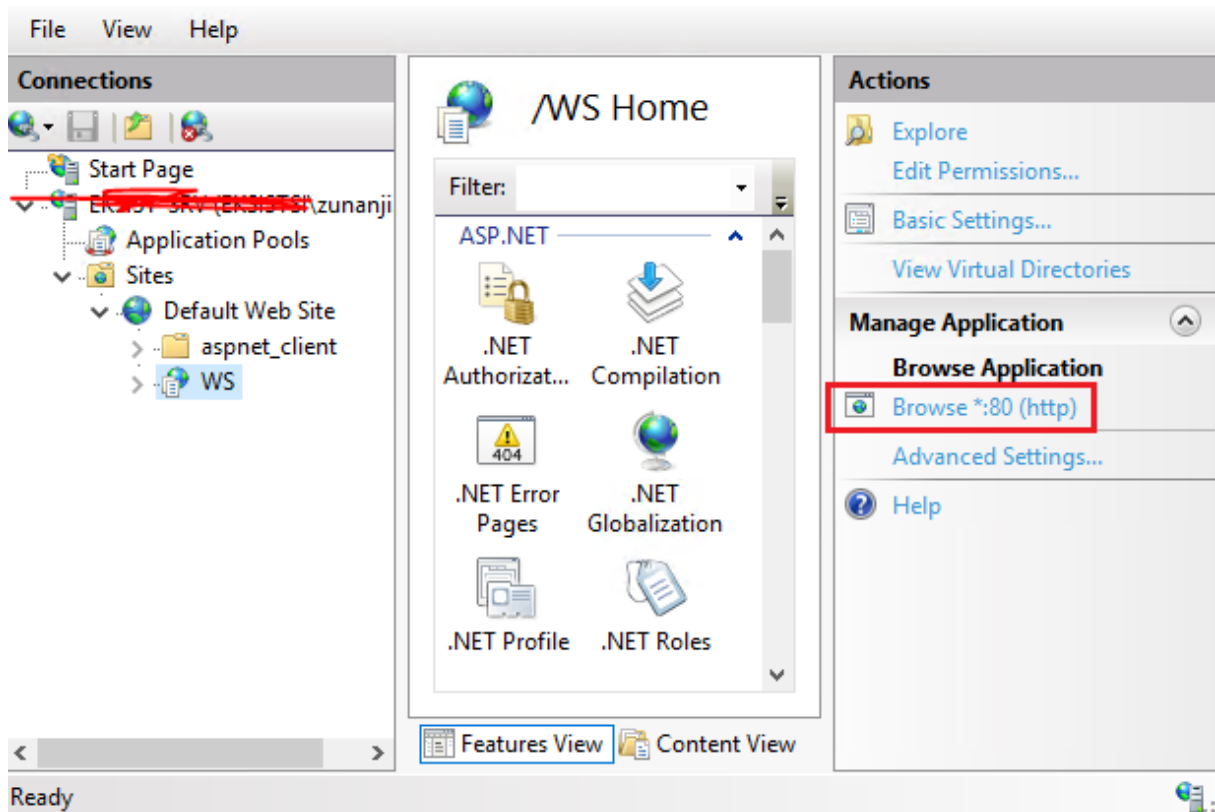 File View Help
Connections
Start Page
\zunanji
Application Pools
Sites
Default Web Site
aspnet_client
WS
/WS Home
Filter:
ASP.NET
.NET
Authorizat...
.NET
Compilation
404
.NET Error
Pages
.NET
Globalization
.NET Profile
.NET Roles
Features View
Content View
Actions
Explore
Edit Permissions...
Basic Settings...
View Virtual Directories
Manage Application
Browse Application
Browse *:80 (http)
Advanced Settings...
Help
Ready